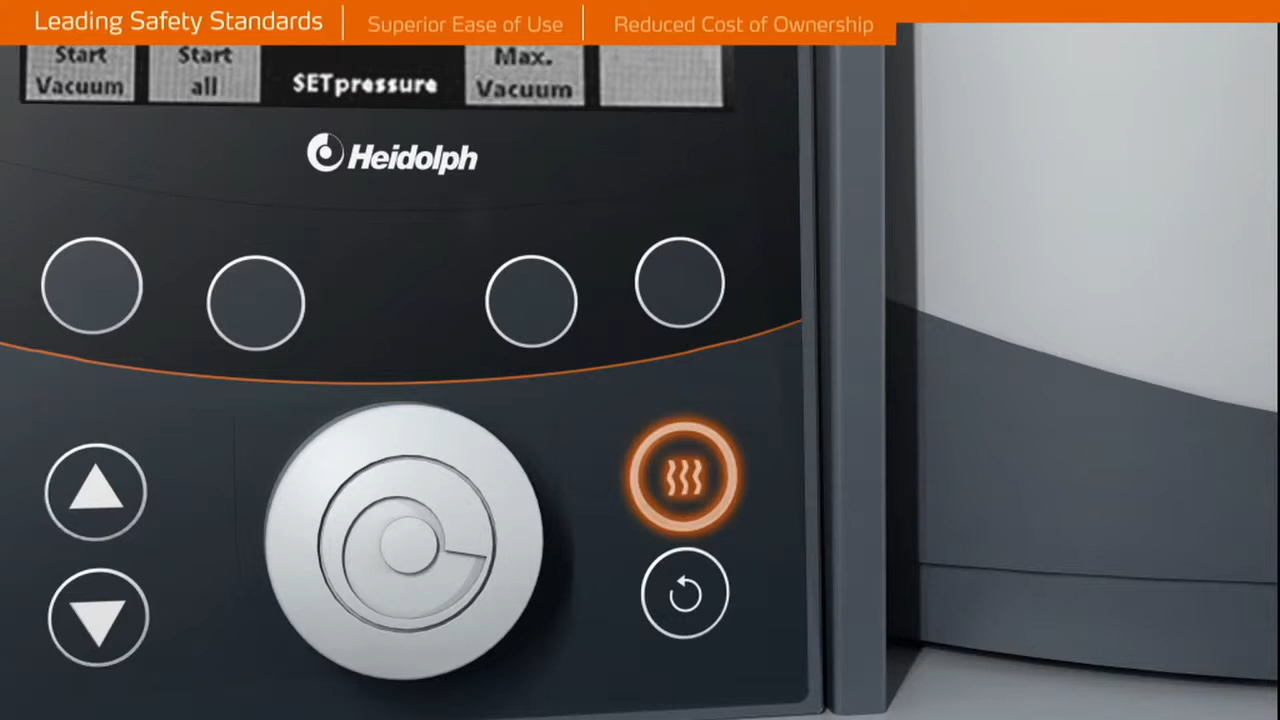 Leading Safety Standards
Superior Ease of Use
Reduced Cost of Ownership
Start
Vacuum
Start
all
SETpressure
Max.
Vacuum
Heidolph